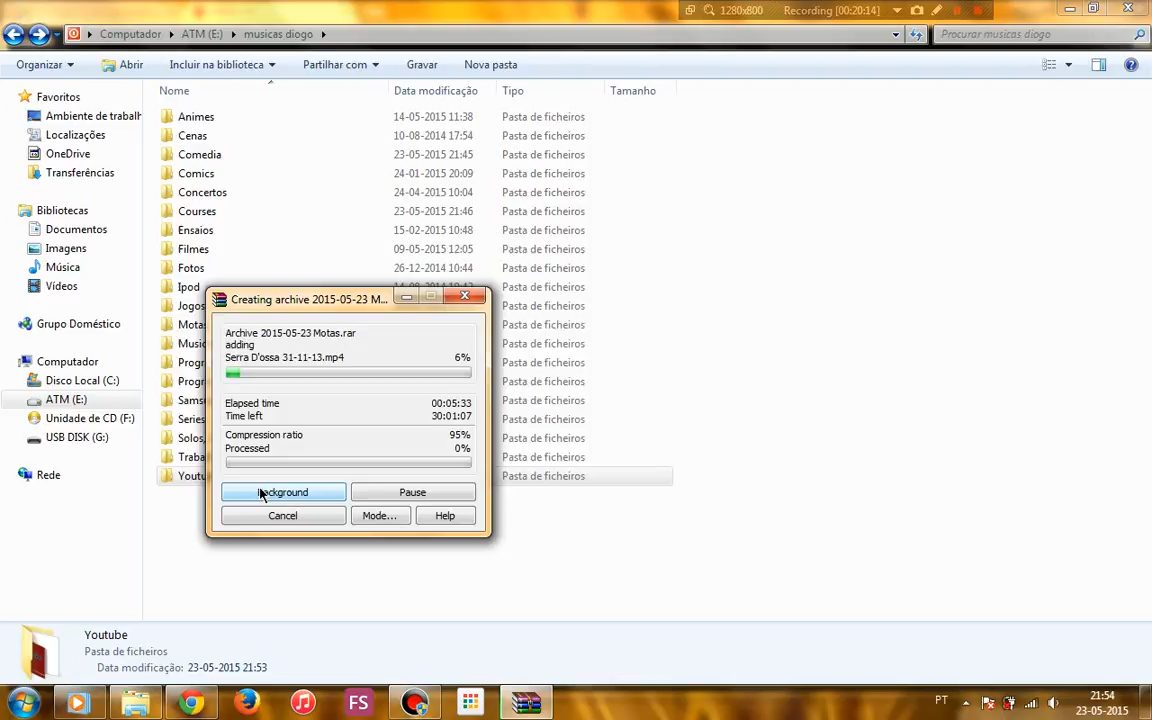 1280x800 Recording [00:20:14]
Computador ATM (E:) musicas diogo Procurar musicas diogo
Organizar Abrir Incluir na biblioteca Partilhar com Gravar Nova pasta
Nome Data modificação Tipo Tamanho
Favoritos
Ambiente de trabalh
Localizações
OneDrive
Transferências
Bibliotecas
Documentos
Imagens
Música
Vídeos
Grupo Doméstico
Computador
Disco Local (C:)
ATM (E:)
Unidade de CD (F:)
USB DISK (G:)
Rede
Animes 14-05-2015 11:38 Pasta de ficheiros
Cenas 10-08-2014 17:54 Pasta de ficheiros
Comedia 23-05-2015 21:45 Pasta de ficheiros
Comics 24-01-2015 20:09 Pasta de ficheiros
Concertos 24-04-2015 10:04 Pasta de ficheiros
Courses 23-05-2015 21:46 Pasta de ficheiros
Ensaios 15-02-2015 10:48 Pasta de ficheiros
Filmes 09-05-2015 12:05 Pasta de ficheiros
Fotos 26-12-2014 10:44 Pasta de ficheiros
Ipod Pasta de ficheiros
Jogos Pasta de ficheiros
Motas Pasta de ficheiros
Music Pasta de ficheiros
Progr Pasta de ficheiros
Progr Pasta de ficheiros
Sams Pasta de ficheiros
Series Pasta de ficheiros
Solos, Pasta de ficheiros
Traba Pasta de ficheiros
Youtu Pasta de ficheiros
Creating archive 2015-05-23 M...
Archive 2015-05-23 Motas.rar
adding
Serra D'ossa 31-11-13.mp4 6%
Elapsed time 00:05:33
Time left 30:01:07
Compression ratio 95%
Processed 0%
Background Pause
Cancel Mode... Help
Youtube
Pasta de ficheiros
Data modificação: 23-05-2015 21:53
FS PT 21:54
23-05-2015